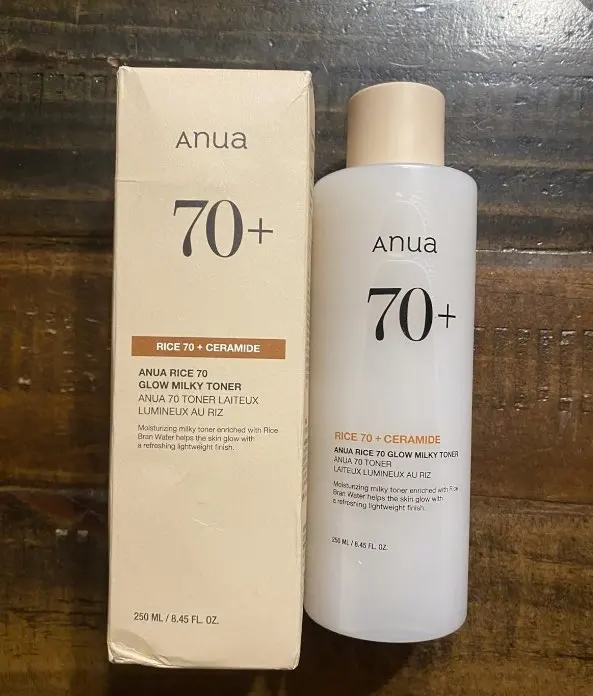 Anua
70+
RICE 70 + CERAMIDE
ANUA RICE 70
GLOW MILKY TONER
ANUA 70 TONER LAITEUX
LUMINEUX AU RIZ
Moisturizing milky toner enriched with Rice
Bran Water helps the skin glow with
a refreshing lightweight finish.
250 ML / 8.45 FL. OZ.
Anua
70+
RICE 70 + CERAMIDE
ANUA RICE 70 GLOW MILKY TONER
ANUA 70 TONER
LAITEUX LUMINEUX AU RIZ
Moisturizing milky toner enriched with Rice
Bran Water helps the skin glow with
a refreshing lightweight finish.
250 ML / 8.45 FL. OZ.